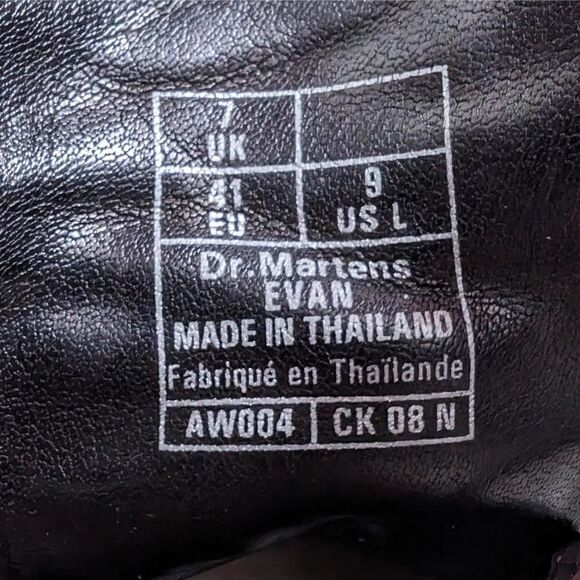 7
UK
41
EU
9
US L
Dr.Martens
EVAN
MADE IN THAILAND
Fabriqué en Thaïlande
AW004
CK 08 N